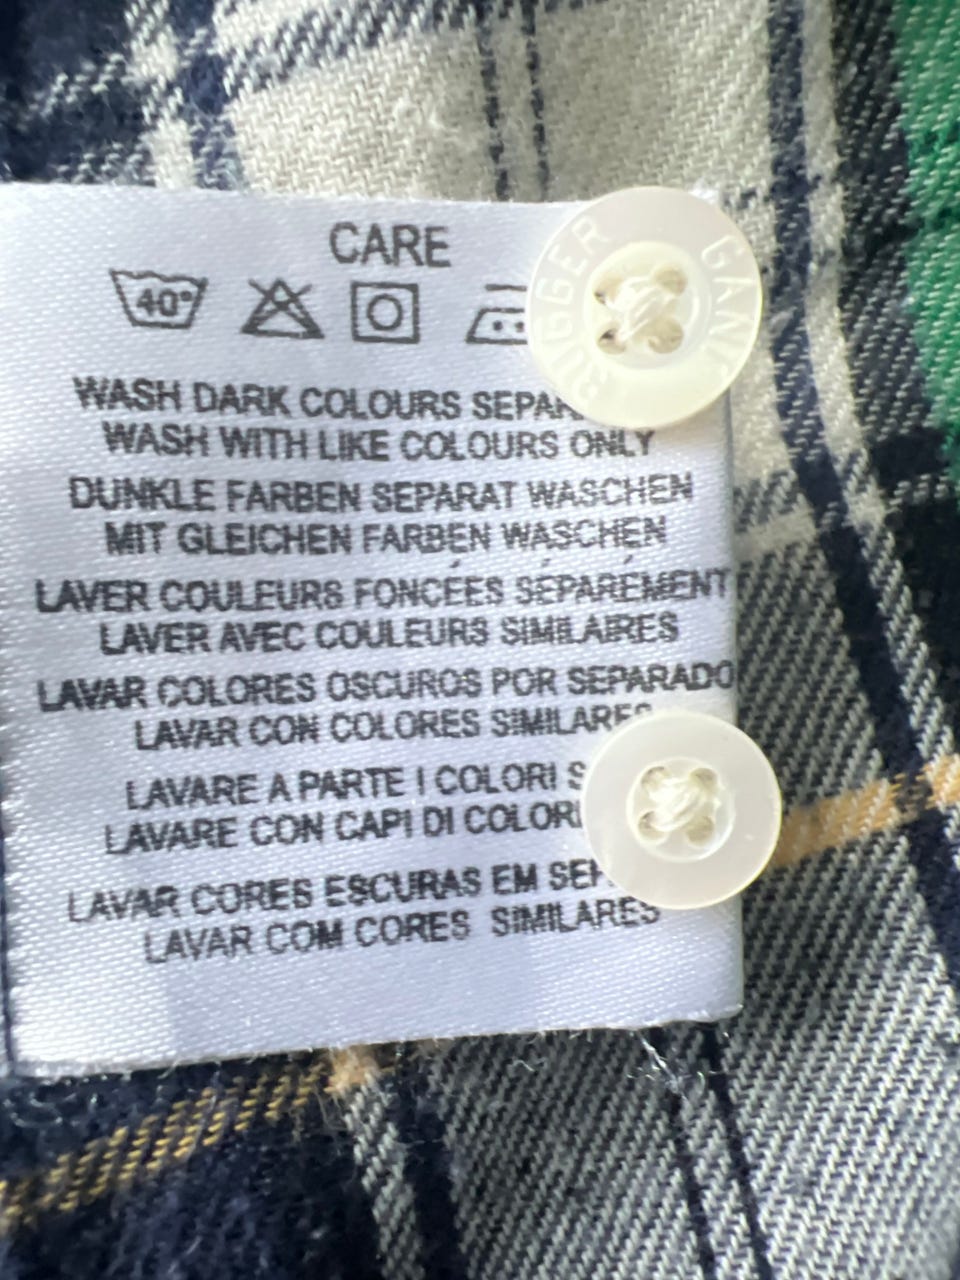 CARE
40°
WASH DARK COLOURS
WASH WITH LIKE COLOURS ONLY
DUNKLE FARBEN SEPARAT WASCHEN
MIT GLEICHEN FARBEN WASCHEN
LAVER COULEURS FONCÉES SÉPARÉMENT
LAVER AVEC COULEURS SIMILAIRES
LAVAR COLORES OSCUROS POR SEPARADO
LAVAR CON COLORES SIMILARES
LAVARE A PARTE I COLORI
LAVARE CON CAPI DI
LAVAR CORES ESCURAS EM
LAVAR COM CORES SIMILARES
GANT
RUGGER